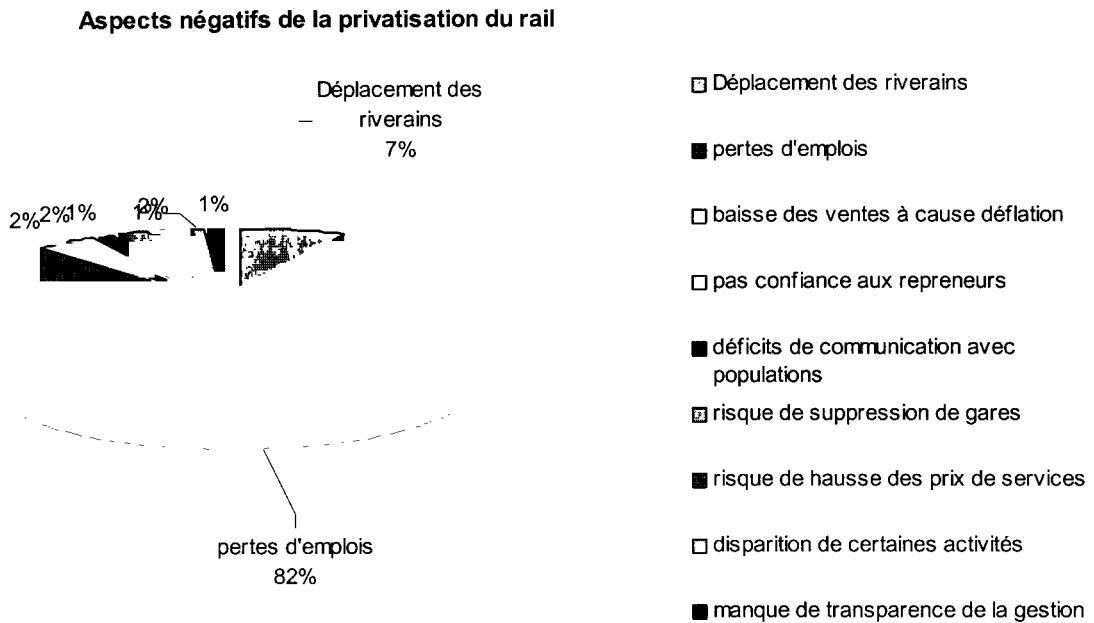 Aspects négatifs de la privatisation du rail
Déplacement des
riverains
7%
2% 2% 1% 1% 2% 1%
pertes d'emplois
82%
Déplacement des riverains
pertes d'emplois
baisse des ventes à cause déflation
pas confiance aux repreneurs
déficits de communication avec
populations
risque de suppression de gares
risque de hausse des prix de services
disparition de certaines activités
manque de transparence de la gestion